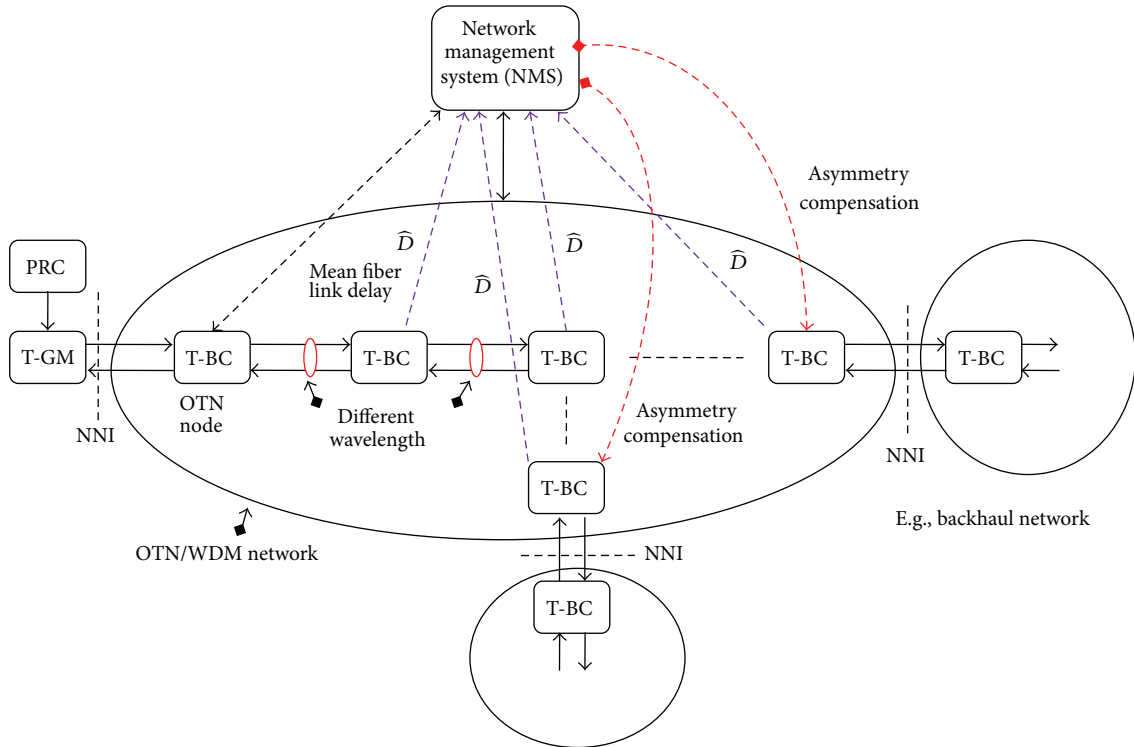 Network
management
system (NMS)
Asymmetry
compensation
D̂
D̂
D̂
D̂
Mean fiber
link delay
PRC
T-GM
T-BC
T-BC
T-BC
T-BC
T-BC
NNI
OTN
node
Different
wavelength
Asymmetry
compensation
NNI
T-BC
E.g., backhaul network
OTN/WDM network
NNI
T-BC